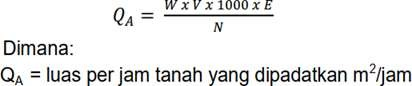 Q_A = W x V x 1000 x E / N
Dimana:
Q_A = luas per jam tanah yang dipadatkan m²/jam